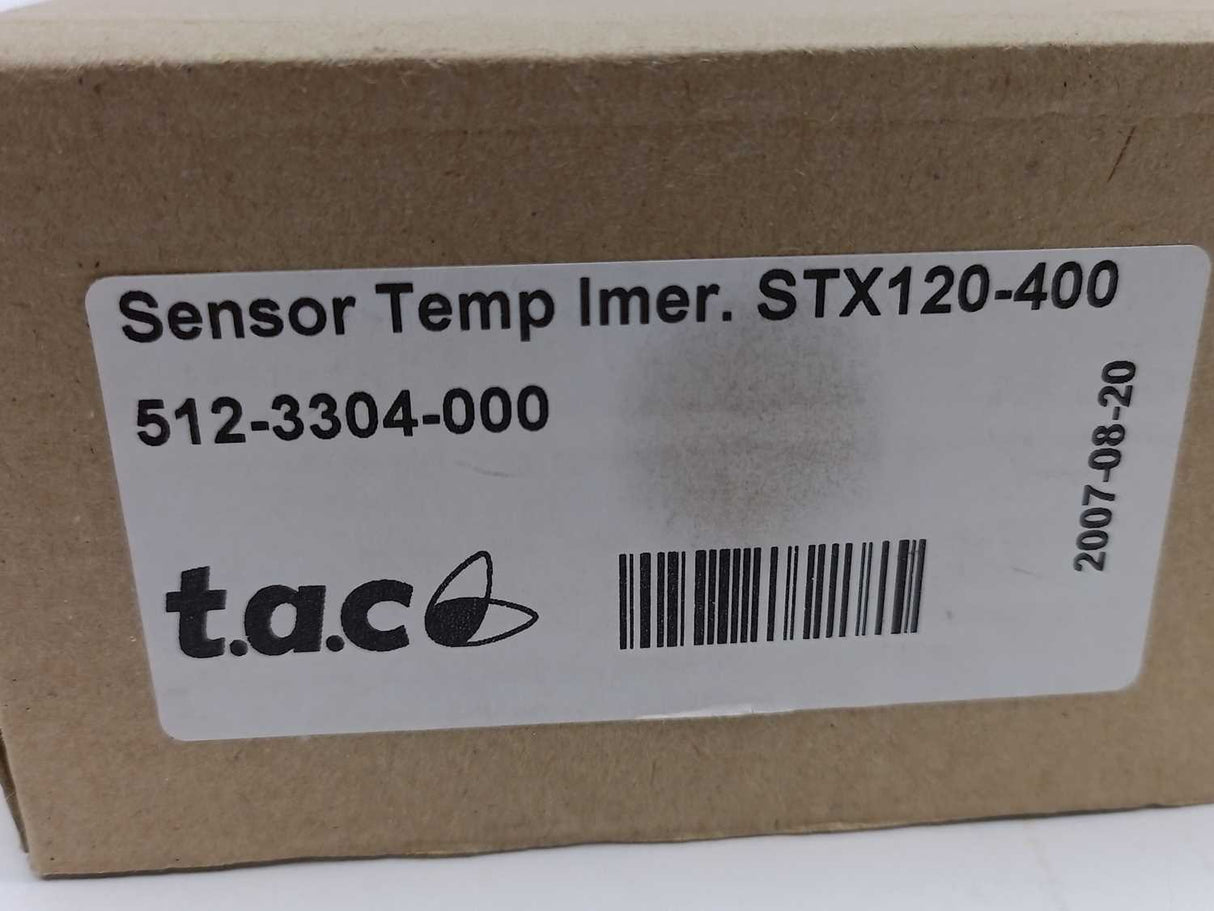 Sensor Temp Imer. STX120-400
512-3304-000
2007-08-20
t.a.c